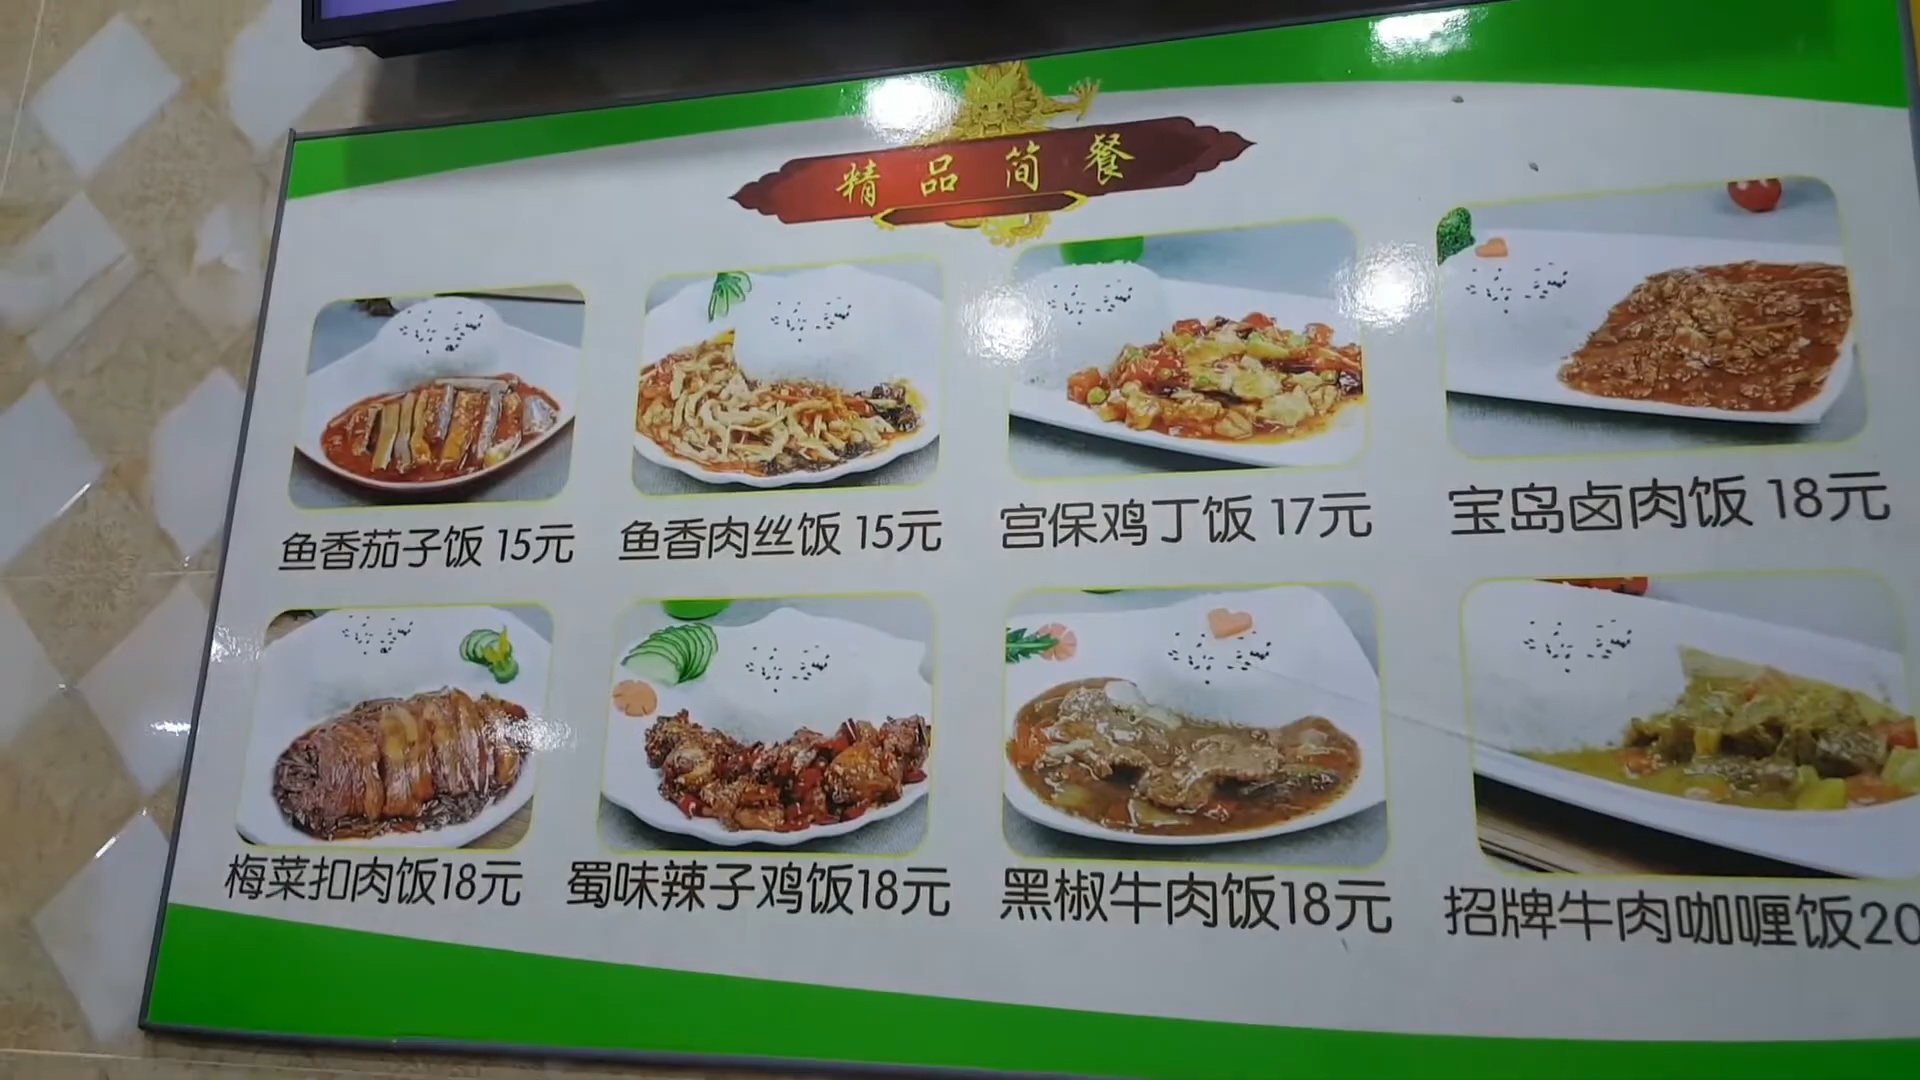 精品简餐
鱼香茄子饭 15元
鱼香肉丝饭 15元
宫保鸡丁饭 17元
宝岛卤肉饭 18元
梅菜扣肉饭18元
蜀味辣子鸡饭18元
黑椒牛肉饭18元
招牌牛肉咖喱饭20